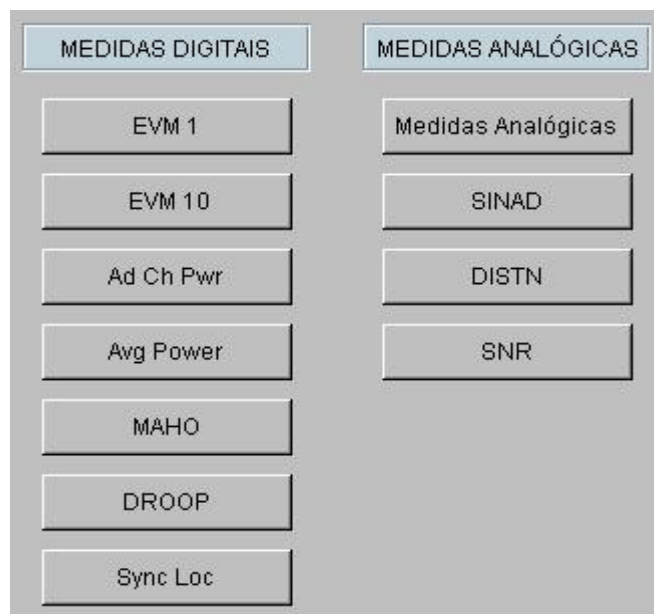 MEDIDAS DIGITAIS
EVM 1
EVM 10
Ad Ch Pwr
Avg Power
MAHO
DROOP
Sync Loc
MEDIDAS ANALÓGICAS
Medidas Analógicas
SINAD
DISTN
SNR